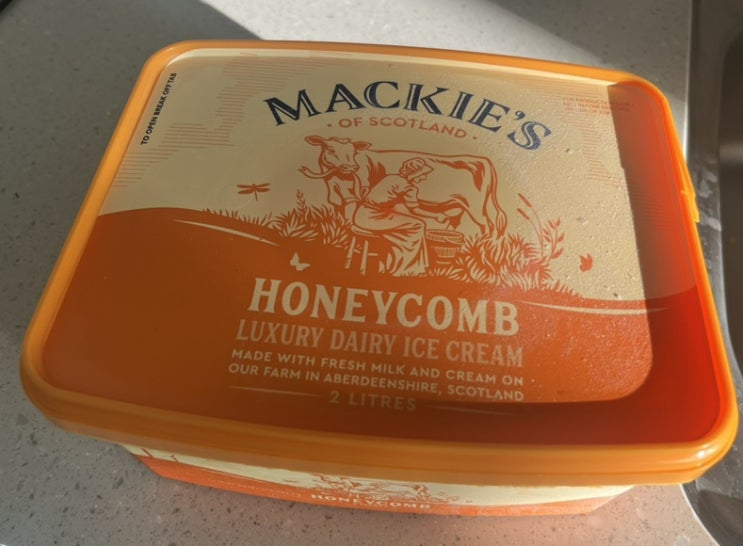 TO OPEN BREAK OFF TAB
MACKIE'S
· OF SCOTLAND ·
HONEYCOMB
LUXURY DAIRY ICE CREAM
MADE WITH FRESH MILK AND CREAM ON
OUR FARM IN ABERDEENSHIRE, SCOTLAND
2 LITRES
HONEYCOMB